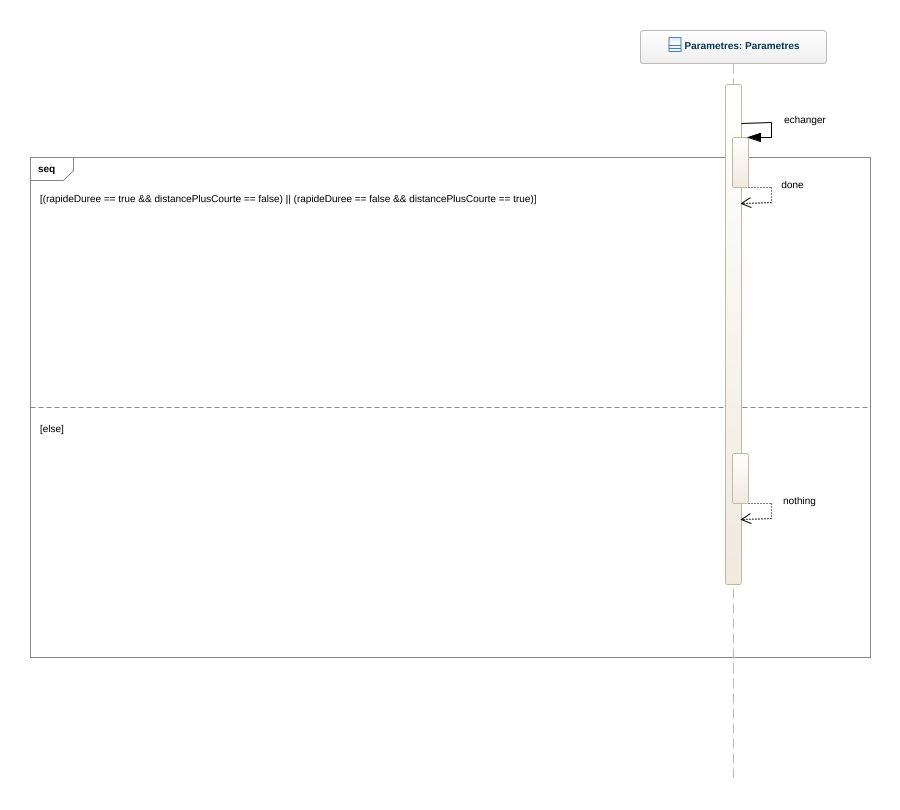 Parametres: Parametres
echanger
seq
done
[(rapideDuree == true && distancePlusCourte == false) || (rapideDuree == false && distancePlusCourte == true)]
[else]
nothing